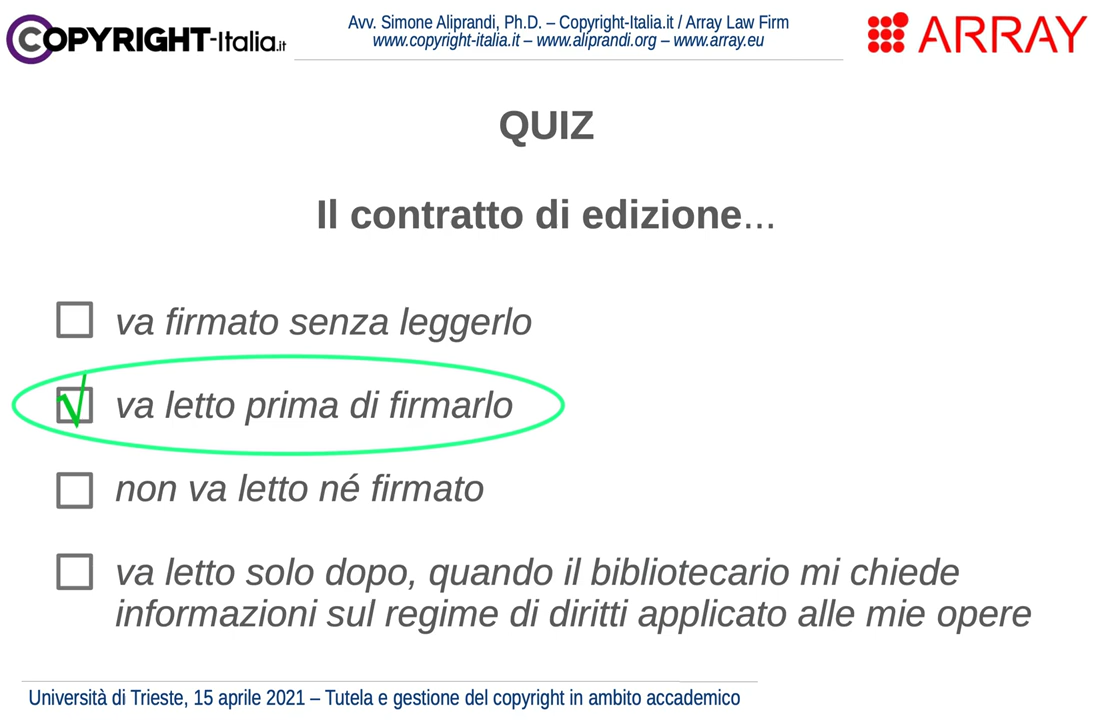 COPYRIGHT-Italia.it
Avv. Simone Aliprandi, Ph.D. – Copyright-Italia.it / Array Law Firm
www.copyright-italia.it – www.aliprandi.org – www.array.eu
ARRAY
QUIZ
Il contratto di edizione...
va firmato senza leggerlo
va letto prima di firmarlo
non va letto né firmato
va letto solo dopo, quando il bibliotecario mi chiede
informazioni sul regime di diritti applicato alle mie opere
Università di Trieste, 15 aprile 2021 – Tutela e gestione del copyright in ambito accademico